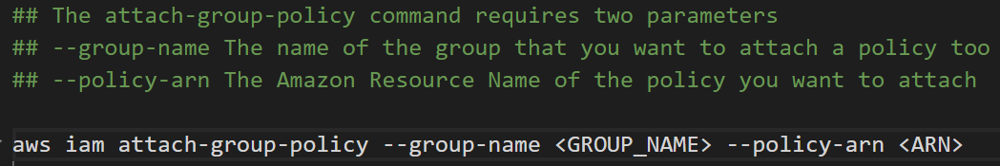 ## The attach-group-policy command requires two parameters
## --group-name The name of the group that you want to attach a policy too
## --policy-arn The Amazon Resource Name of the policy you want to attach
aws iam attach-group-policy --group-name <GROUP_NAME> --policy-arn <ARN>